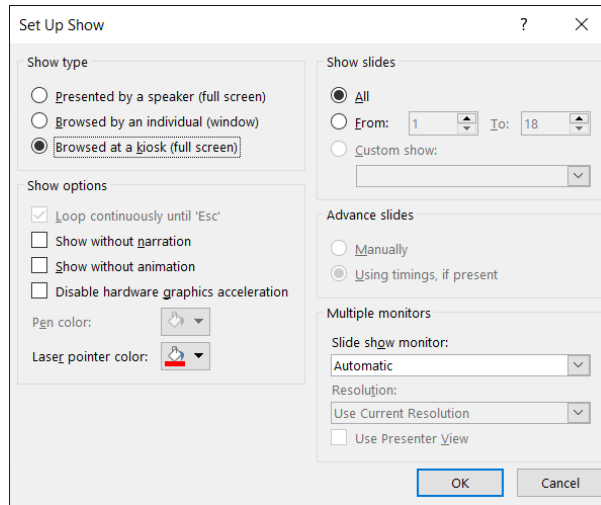 Set Up Show ?
Show type
Presented by a speaker (full screen)
Browsed by an individual (window)
Browsed at a kiosk (full screen)
Show options
Loop continuously until 'Esc'
Show without narration
Show without animation
Disable hardware graphics acceleration
Pen color:
Laser pointer color:
Show slides
All
From: 1 To: 18
Custom show:
Advance slides
Manually
Using timings, if present
Multiple monitors
Slide show monitor:
Automatic
Resolution:
Use Current Resolution
Use Presenter View
OK Cancel